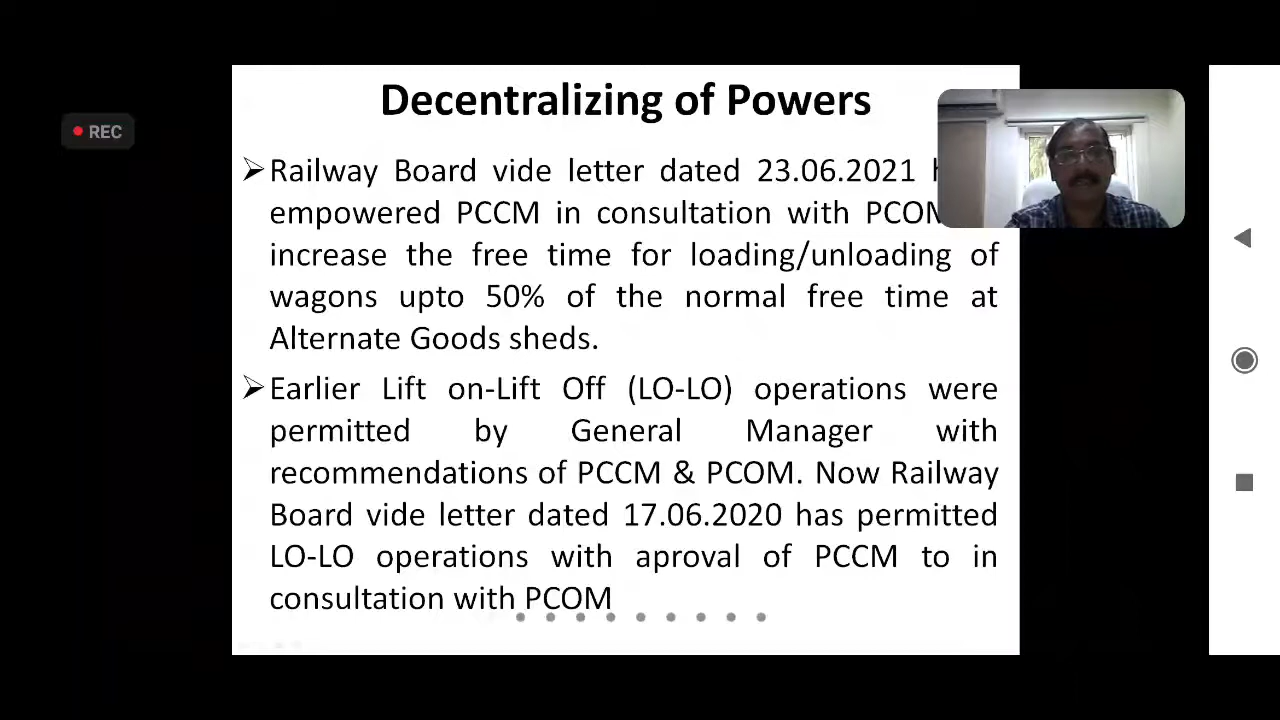 Decentralizing of Powers
REC
➢Railway Board vide letter dated 23.06.2021
empowered PCCM in consultation with PCOM
increase the free time for loading/unloading of
wagons upto 50% of the normal free time at
Alternate Goods sheds.
➢Earlier Lift on-Lift Off (LO-LO) operations were
permitted by General Manager with
recommendations of PCCM & PCOM. Now Railway
Board vide letter dated 17.06.2020 has permitted
LO-LO operations with aproval of PCCM to in
consultation with PCOM